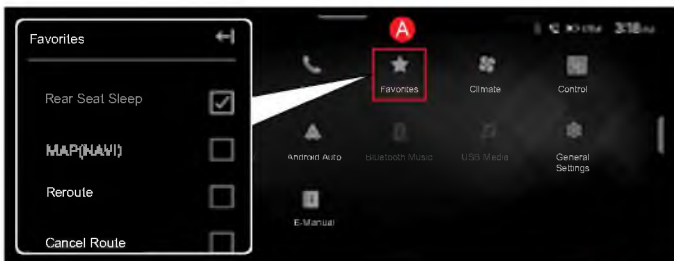 Favorites
Rear Seat Sleep
MAP(NAVI)
Reroute
Cancel Route
A
3:18
Favorites
Climate
Control
Android Auto
Bluetooth Music
USB Media
General
Settings
E-Manual